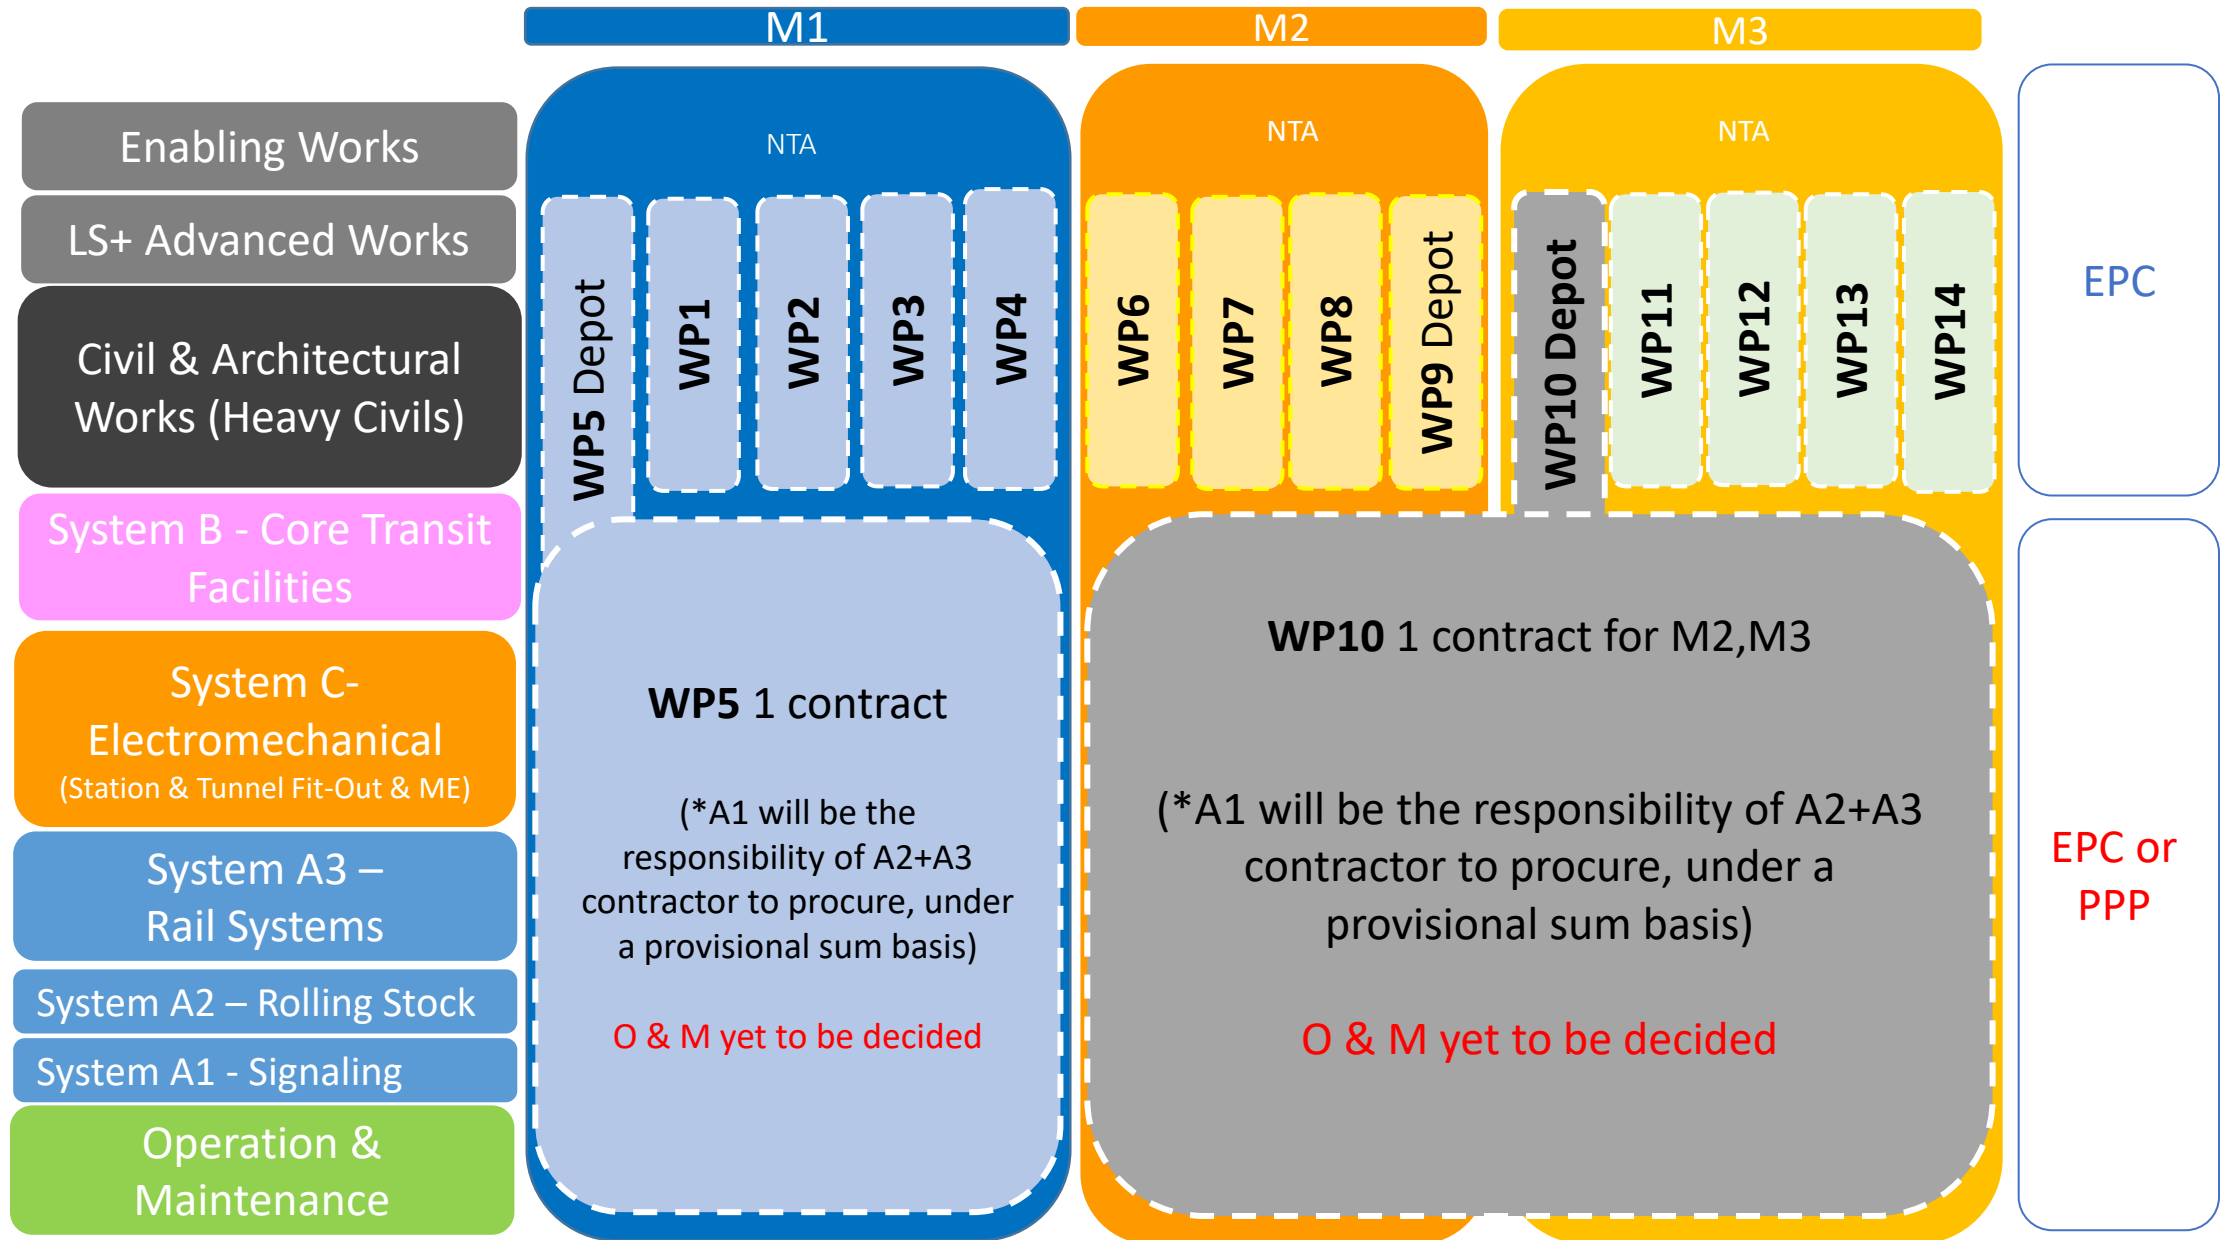 M1
M2
M3
NTA
NTA
NTA
Enabling Works
LS+ Advanced Works
Civil & Architectural
Works (Heavy Civils)
System B - Core Transit
Facilities
System C-
Electromechanical
(Station & Tunnel Fit-Out & ME)
System A3 –
Rail Systems
System A2 – Rolling Stock
System A1 - Signaling
Operation &
Maintenance
WP5 Depot
WP1
WP2
WP3
WP4
WP6
WP7
WP8
WP9 Depot
WP10 Depot
WP11
WP12
WP13
WP14
WP5 1 contract
(*A1 will be the
responsibility of A2+A3
contractor to procure, under
a provisional sum basis)
O & M yet to be decided
WP10 1 contract for M2,M3
(*A1 will be the responsibility of A2+A3
contractor to procure, under a
provisional sum basis)
O & M yet to be decided
EPC
EPC or
PPP